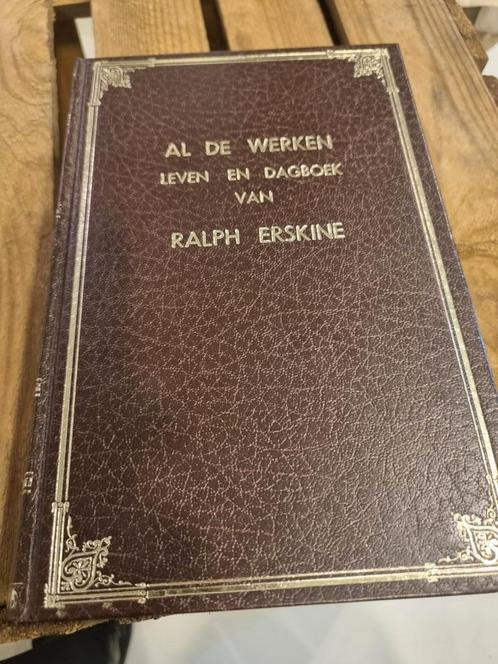 AL DE WERKEN
LEVEN EN DAGBOEK
VAN
RALPH ERSKINE